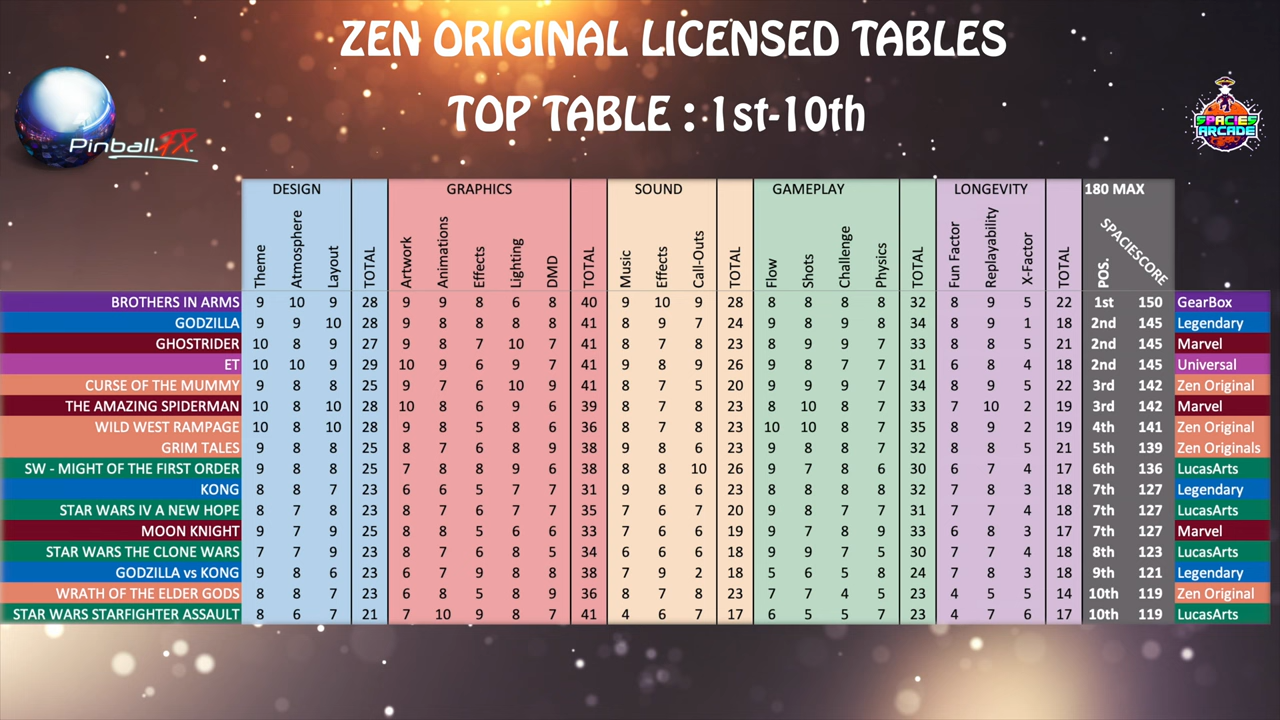 ZEN ORIGINAL LICENSED TABLES
TOP TABLE : 1st-10th
Pinball FX
SPACIES ARCADE
DESIGN GRAPHICS SOUND GAMEPLAY LONGEVITY 180 MAX
Theme Atmosphere Layout TOTAL Artwork Animations Effects Lighting DMD TOTAL Music Effects Call-Outs TOTAL Flow Shots Challenge Physics TOTAL Fun Factor Replayability X-Factor TOTAL POS. SPACIESCORE
BROTHERS IN ARMS 9 10 9 28 9 9 8 6 8 40 9 10 9 28 8 8 8 8 32 8 9 5 22 1st 150 GearBox
GODZILLA 9 9 10 28 9 8 8 8 8 41 8 9 7 24 9 8 9 8 34 8 9 1 18 2nd 145 Legendary
GHOSTRIDER 10 8 9 27 9 8 7 10 7 41 8 7 8 23 8 9 9 7 33 8 8 5 21 2nd 145 Marvel
ET 10 10 9 29 10 9 6 9 7 41 9 8 9 26 9 8 7 7 31 6 8 4 18 2nd 145 Universal
CURSE OF THE MUMMY 9 8 8 25 9 7 6 10 9 41 8 7 5 20 9 9 9 7 34 8 9 5 22 3rd 142 Zen Original
THE AMAZING SPIDERMAN 10 8 10 28 10 8 6 9 6 39 8 7 8 23 8 10 8 7 33 7 10 2 19 3rd 142 Marvel
WILD WEST RAMPAGE 10 8 10 28 9 8 5 8 6 36 8 7 8 23 10 10 8 7 35 8 9 2 19 4th 141 Zen Original
GRIM TALES 9 8 8 25 8 7 6 8 9 38 9 8 6 23 9 8 8 7 32 8 8 5 21 5th 139 Zen Originals
SW - MIGHT OF THE FIRST ORDER 9 8 8 25 7 8 8 9 6 38 8 8 10 26 9 7 8 6 30 6 7 4 17 6th 136 LucasArts
KONG 8 8 7 23 6 6 5 7 7 31 9 8 6 23 8 8 8 8 32 7 8 3 18 7th 127 Legendary
STAR WARS IV A NEW HOPE 8 7 8 23 8 7 6 7 7 35 7 6 7 20 9 8 7 7 31 7 7 4 18 7th 127 LucasArts
MOON KNIGHT 9 7 9 25 8 8 5 6 6 33 7 6 6 19 9 7 8 9 33 6 8 3 17 7th 127 Marvel
STAR WARS THE CLONE WARS 7 7 9 23 8 7 6 8 5 34 6 6 6 18 9 9 7 5 30 7 7 4 18 8th 123 LucasArts
GODZILLA vs KONG 9 8 6 23 6 7 9 8 8 38 7 9 2 18 5 6 5 8 24 7 8 3 18 9th 121 Legendary
WRATH OF THE ELDER GODS 8 8 7 23 6 8 5 8 9 36 8 7 8 23 7 7 4 5 23 4 5 5 14 10th 119 Zen Original
STAR WARS STARFIGHTER ASSAULT 8 6 7 21 7 10 9 8 7 41 4 6 7 17 6 5 5 7 23 4 7 6 17 10th 119 LucasArts